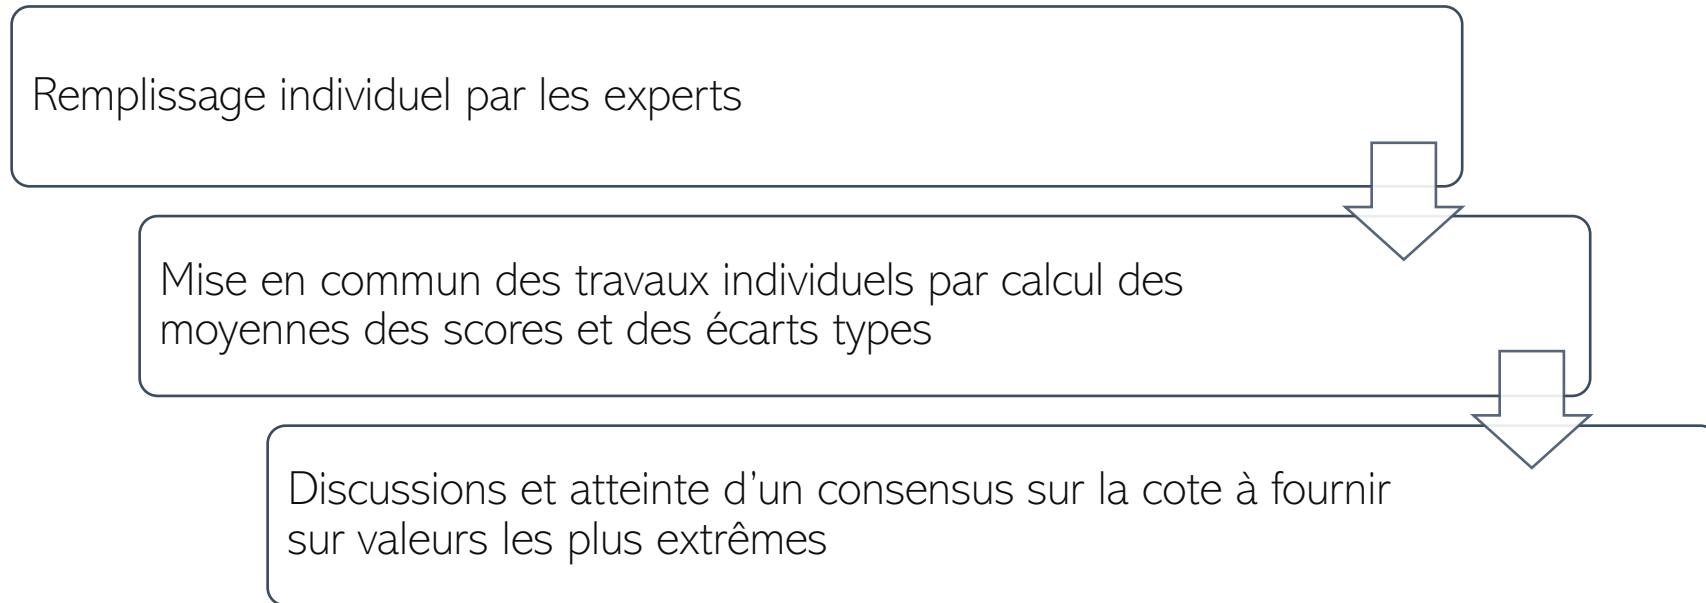 Remplissage individuel par les experts
Mise en commun des travaux individuels par calcul des
moyennes des scores et des écarts types
Discussions et atteinte d'un consensus sur la cote à fournir
sur valeurs les plus extrêmes